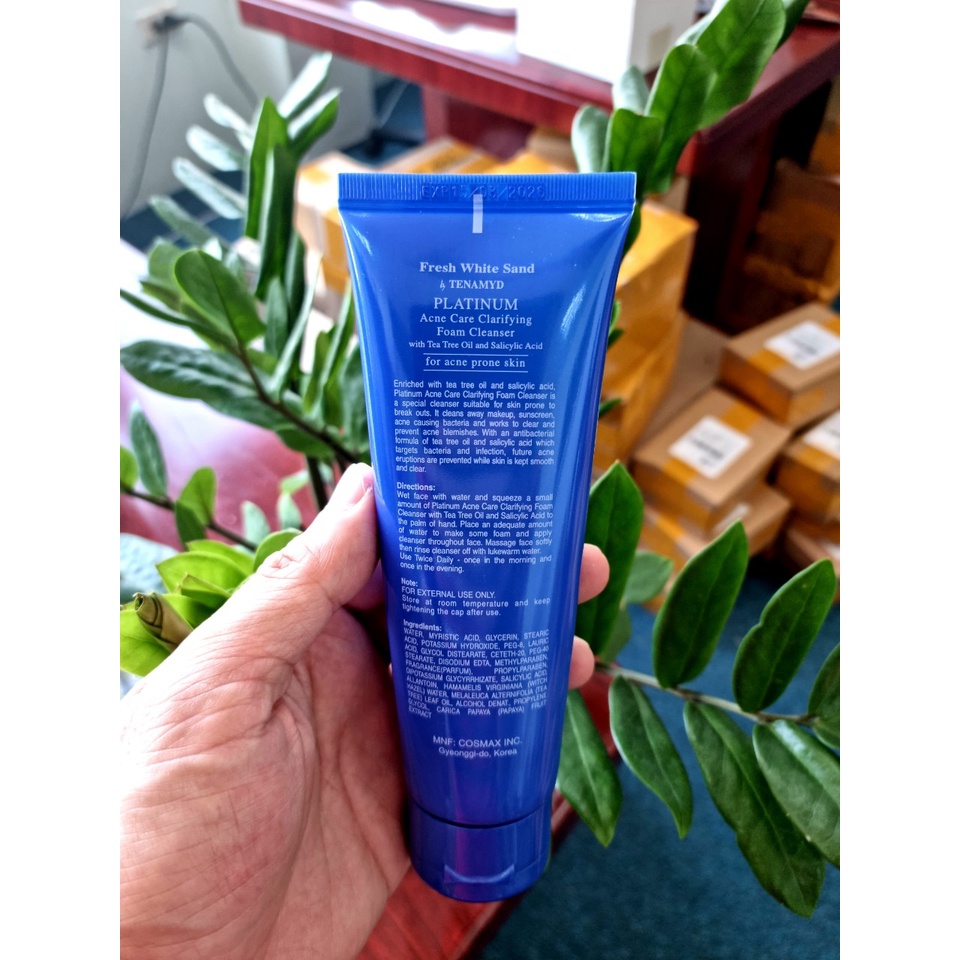 Fresh White Sand
by TENAMYD
PLATINUM
Acne Care Clarifying
Foam Cleanser
with Tea Tree Oil and Salicylic Acid
for acne prone skin
Enriched with tea tree oil and salicylic acid,
Platinum Acne Care Clarifying Foam Cleanser is
a special cleanser suitable for skin prone to
break outs. It cleans away makeup, sunscreen,
acne causing bacteria and works to clear and
prevent acne blemishes. With an antibacterial
formula of tea tree oil and salicylic acid which
targets bacteria and infection, future acne
eruptions are prevented while skin is kept smooth
and clear.
Directions:
Wet face with water and squeeze a small
amount of Platinum Acne Care Clarifying Foam
Cleanser with Tea Tree Oil and Salicylic Acid to
the palm of hand. Place an adequate amount
of water to make some foam and apply
cleanser throughout face. Massage face softly
then rinse cleanser off with lukewarm water.
Use Twice Daily - once in the morning and
once in the evening.
Note:
FOR EXTERNAL USE ONLY.
Store at room temperature and keep
tightening the cap after use.
Ingredients:
WATER, MYRISTIC ACID, GLYCERIN, STEARIC
ACID, POTASSIUM HYDROXIDE, PEG-8, LAURIC
ACID, GLYCOL DISTEARATE, CETETH-20, PEG-40
STEARATE, DISODIUM EDTA, METHYLPARABEN,
FRAGRANCE(PARFUM), PROPYLPARABEN,
DIPOTASSIUM GLYCYRRHIZATE, SALICYLIC ACID,
ALLANTOIN, HAMAMELIS VIRGINIANA (WITCH
HAZEL) WATER, MELALEUCA ALTERNIFOLIA (TEA
TREE) LEAF OIL, ALCOHOL DENAT., PROPYLENE
GLYCOL, CARICA PAPAYA (PAPAYA) FRUIT
EXTRACT
MNF: COSMAX INC.
Gyeonggi-do, Korea